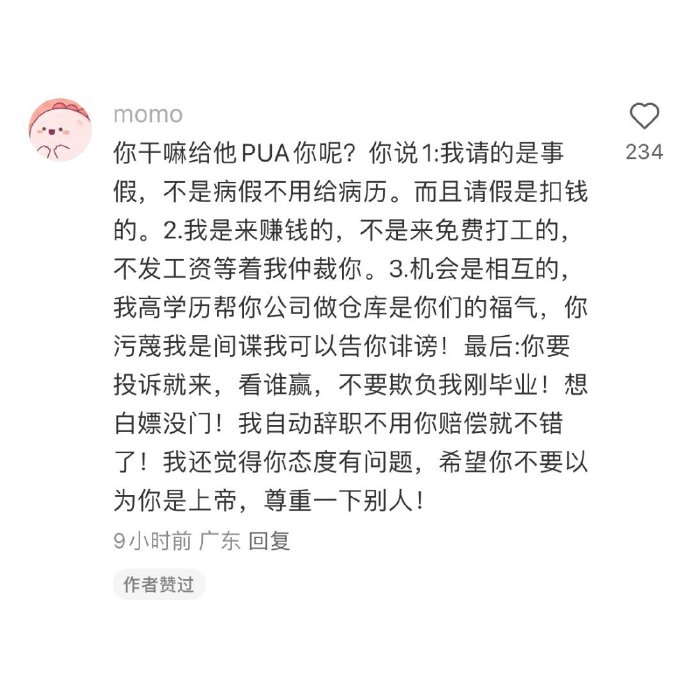 momo
你干嘛给他PUA你呢？你说1:我请的是事
假，不是病假不用给病历。而且请假是扣钱
的。2.我是来赚钱的，不是来免费打工的，
不发工资等着我仲裁你。3.机会是相互的，
我高学历帮你公司做仓库是你们的福气，你
污蔑我是间谍我可以告你诽谤！最后:你要
投诉就来，看谁赢，不要欺负我刚毕业！想
白嫖没门！我自动辞职不用你赔偿就不错
了！我还觉得你态度有问题，希望你不要以
为你是上帝，尊重一下别人！
9小时前 广东 回复
作者赞过
234